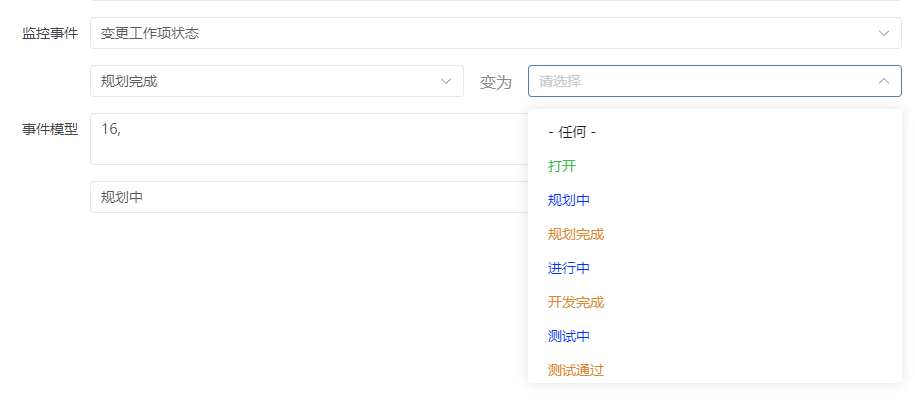 监控事件 变更工作项状态
规划完成 变为 请选择
事件模型 16,
规划中
- 任何 -
打开
规划中
规划完成
进行中
开发完成
测试中
测试通过